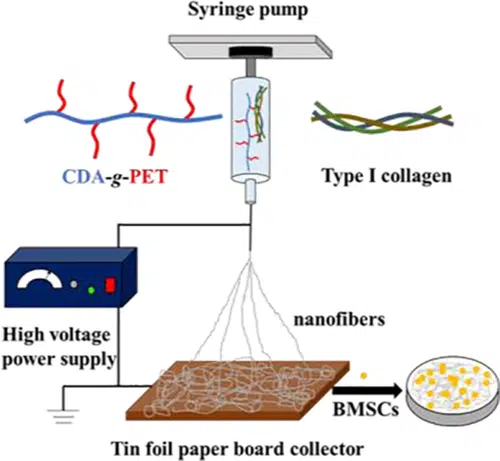 Syringe pump
CDA-g-PET
Type I collagen
High voltage
power supply
nanofibers
BMSCs
Tin foil paper board collector